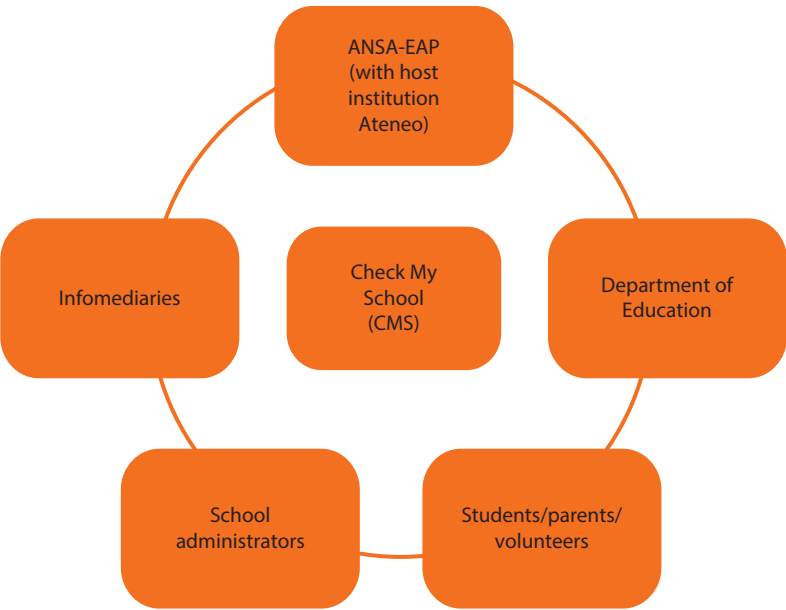 ANSA-EAP
(with host
institution
Ateneo)
Infomediaries
Check My
School
(CMS)
Department of
Education
School
administrators
Students/parents/
volunteers